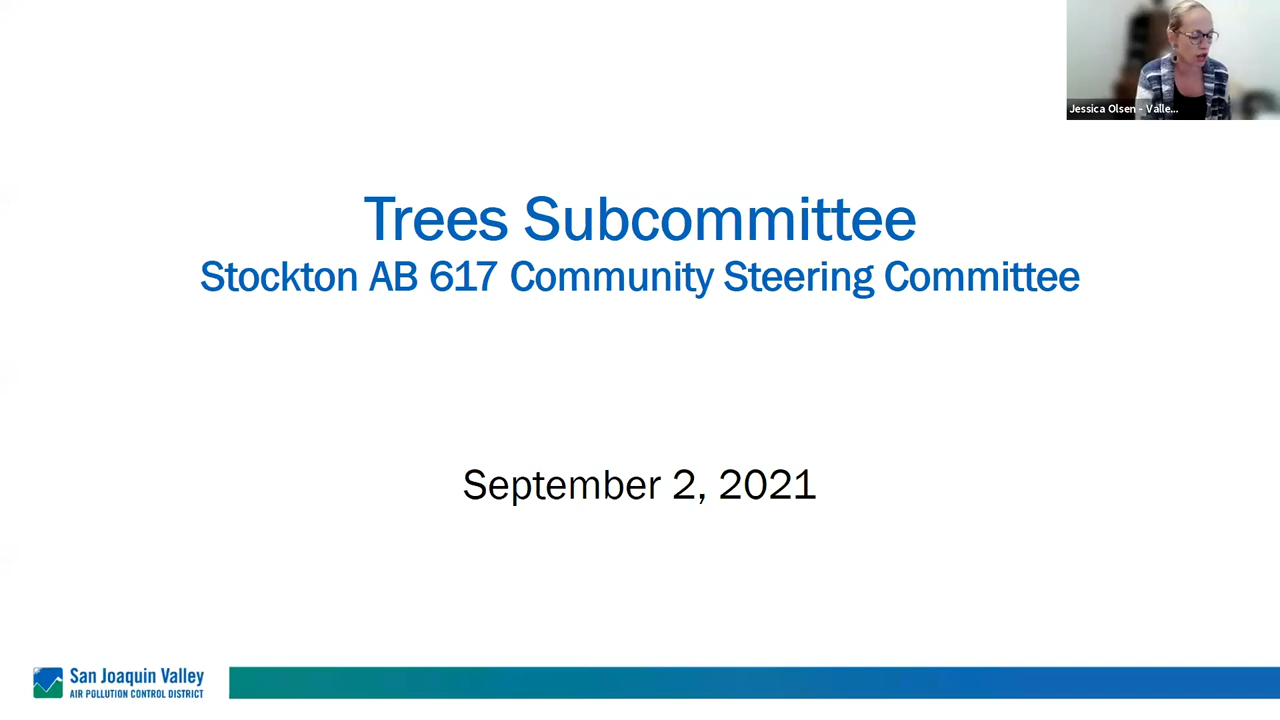 Jessica Olsen - Valle...
Trees Subcommittee
Stockton AB 617 Community Steering Committee
September 2, 2021
San Joaquin Valley
AIR POLLUTION CONTROL DISTRICT